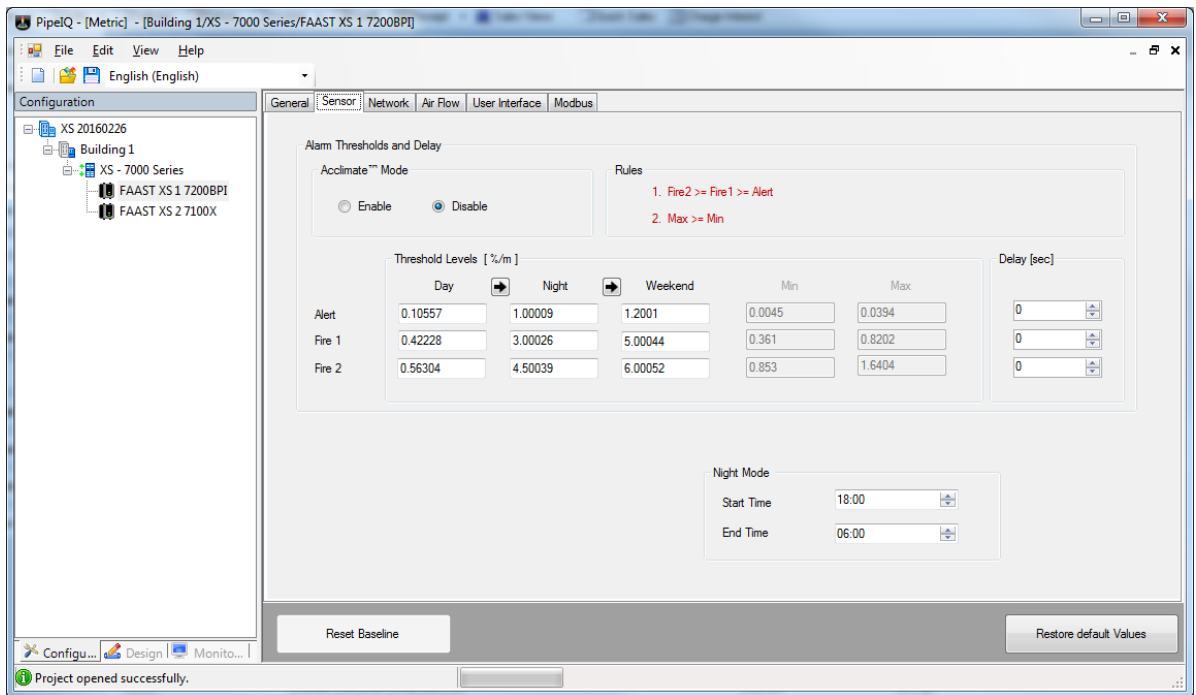 PipeIQ - [Metric] - [Building 1/XS - 7000 Series/FAAST XS 1 7200BPI]
File Edit View Help
English (English)
Configuration
XS 20160226
Building 1
XS - 7000 Series
FAAST XS 1 7200BPI
FAAST XS 2 7100X
General Sensor Network Air Flow User Interface Modbus
Alarm Thresholds and Delay
Acclimate™ Mode
Enable Disable
Rules
1. Fire2 >= Fire1 >= Alert
2. Max >= Min
Threshold Levels [ %/m ]
Delay [sec]
Day Night Weekend Min Max
Alert 0.10557 1.00009 1.2001 0.0045 0.0394 0
Fire 1 0.42228 3.00026 5.00044 0.361 0.8202 0
Fire 2 0.56304 4.50039 6.00052 0.853 1.6404 0
Night Mode
Start Time 18:00
End Time 06:00
Reset Baseline
Restore default Values
Configu... Design Monito...
Project opened successfully.